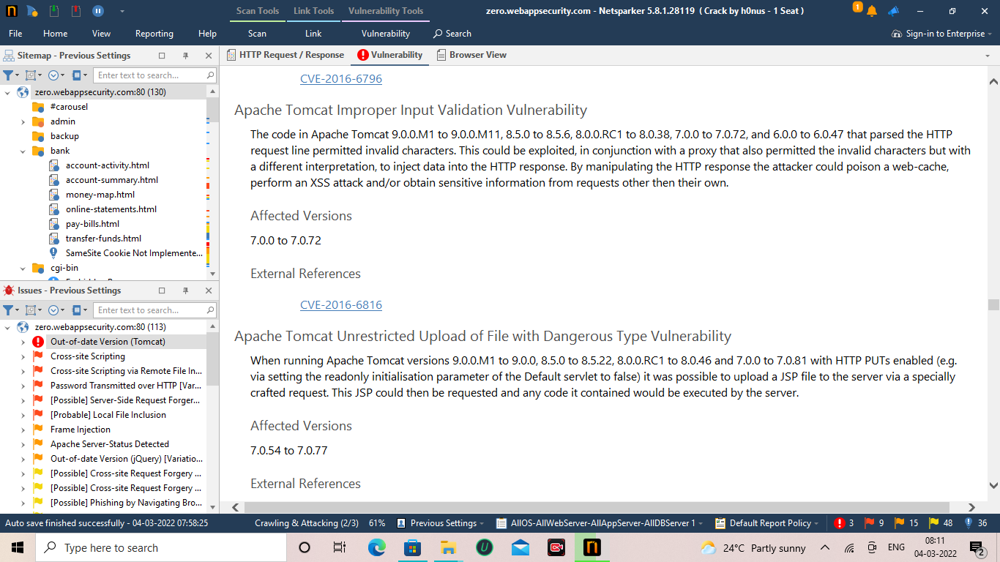 Scan Tools Link Tools Vulnerability Tools zero.webappsecurity.com - Netsparker 5.8.1.28119 ( Crack by h0nus - 1 Seat ) 1
File Home View Reporting Help Scan Link Vulnerability Search Sign-in to Enterprise
Sitemap - Previous Settings
Enter text to search...
zero.webappsecurity.com:80 (130)
#carousel
admin
backup
bank
account-activity.html
account-summary.html
money-map.html
online-statements.html
pay-bills.html
transfer-funds.html
SameSite Cookie Not Implemente...
cgi-bin
Issues - Previous Settings
Enter text to search...
zero.webappsecurity.com:80 (113)
Out-of-date Version (Tomcat)
Cross-site Scripting
Cross-site Scripting via Remote File In...
Password Transmitted over HTTP [Var...
[Possible] Server-Side Request Forger...
[Probable] Local File Inclusion
Frame Injection
Apache Server-Status Detected
Out-of-date Version (jQuery) [Variatio...
[Possible] Cross-site Request Forgery ...
[Possible] Cross-site Request Forgery ...
[Possible] Phishing by Navigating Bro...
HTTP Request / Response Vulnerability Browser View
CVE-2016-6796
Apache Tomcat Improper Input Validation Vulnerability
The code in Apache Tomcat 9.0.0.M1 to 9.0.0.M11, 8.5.0 to 8.5.6, 8.0.0.RC1 to 8.0.38, 7.0.0 to 7.0.72, and 6.0.0 to 6.0.47 that parsed the HTTP
request line permitted invalid characters. This could be exploited, in conjunction with a proxy that also permitted the invalid characters but with
a different interpretation, to inject data into the HTTP response. By manipulating the HTTP response the attacker could poison a web-cache,
perform an XSS attack and/or obtain sensitive information from requests other then their own.
Affected Versions
7.0.0 to 7.0.72
External References
CVE-2016-6816
Apache Tomcat Unrestricted Upload of File with Dangerous Type Vulnerability
When running Apache Tomcat versions 9.0.0.M1 to 9.0.0, 8.5.0 to 8.5.22, 8.0.0.RC1 to 8.0.46 and 7.0.0 to 7.0.81 with HTTP PUTs enabled (e.g.
via setting the readonly initialisation parameter of the Default servlet to false) it was possible to upload a JSP file to the server via a specially
crafted request. This JSP could then be requested and any code it contained would be executed by the server.
Affected Versions
7.0.54 to 7.0.77
External References
Auto save finished successfully - 04-03-2022 07:58:25 Crawling & Attacking (2/3) 61% Previous Settings AllOS-AllWebServer-AllAppServer-AllDBServer 1 Default Report Policy 3 9 15 48 36
Type here to search 24°C Partly sunny ENG 08:11
04-03-2022 2